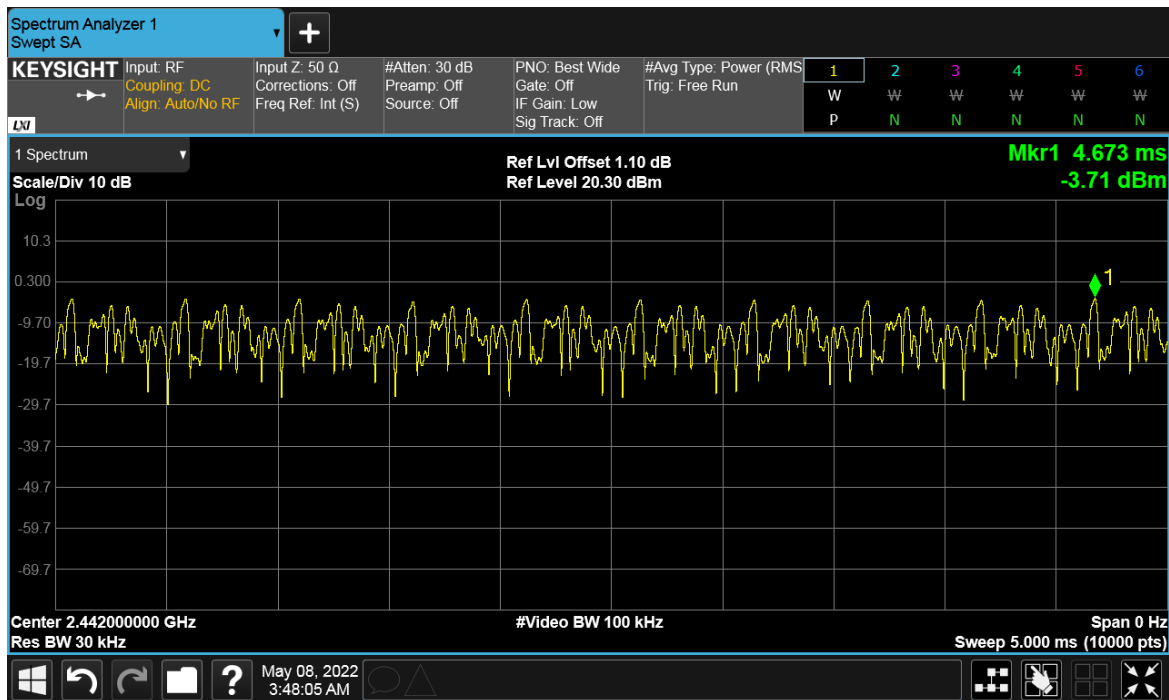 Spectrum Analyzer 1
Swept SA
+
KEYSIGHT
LXI
Input: RF
Coupling: DC
Align: Auto/No RF
Input Z: 50 Ω
Corrections: Off
Freq Ref: Int (S)
#Atten: 30 dB
Preamp: Off
Source: Off
PNO: Best Wide
Gate: Off
IF Gain: Low
Sig Track: Off
#Avg Type: Power (RMS
Trig: Free Run
1 2 3 4 5 6
W W W W W W
P N N N N N
1 Spectrum
Scale/Div 10 dB
Log
Ref Lvl Offset 1.10 dB
Ref Level 20.30 dBm
Mkr1 4.673 ms
-3.71 dBm
10.3
0.300
-9.70
-19.7
-29.7
-39.7
-49.7
-59.7
-69.7
1
Center 2.442000000 GHz
Res BW 30 kHz
#Video BW 100 kHz
Span 0 Hz
Sweep 5.000 ms (10000 pts)
?
May 08, 2022
3:48:05 AM